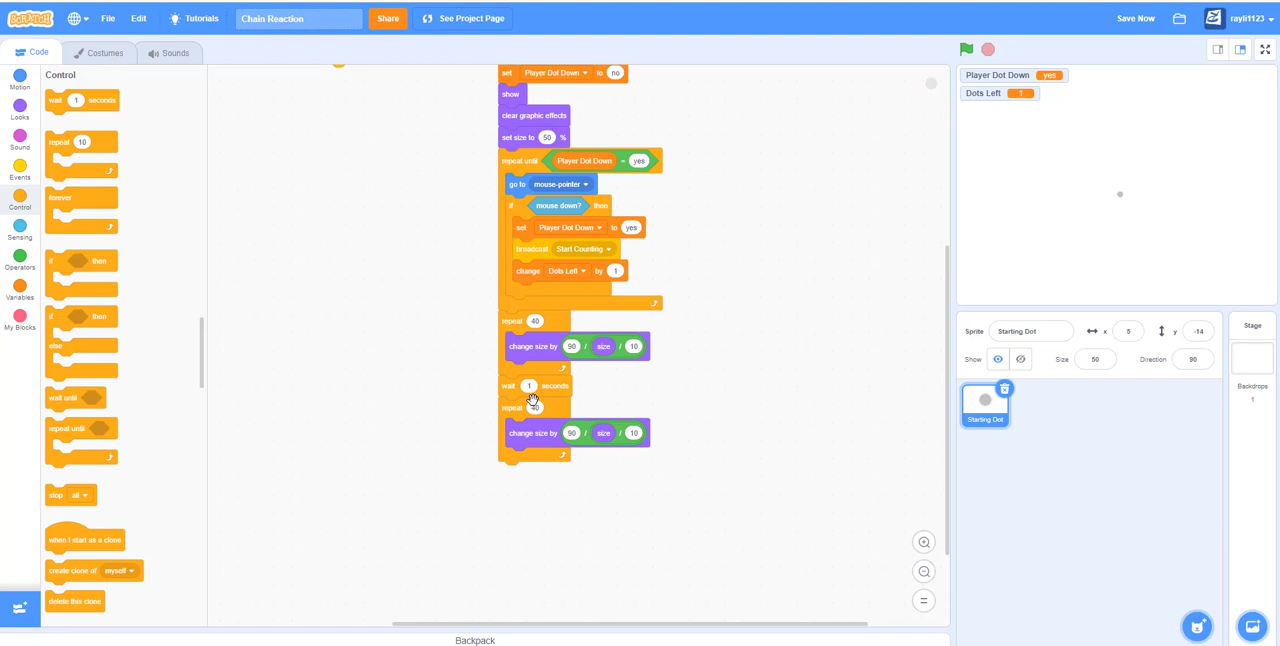 SCRATCH File Edit Tutorials Chain Reaction Share See Project Page Save Now rayli1123
Code Costumes Sounds
Motion
Looks
Sound
Events
Control
Sensing
Operators
Variables
My Blocks
Control
wait 1 seconds
repeat 10
forever
if then
if then
else
wait until
repeat until
stop all
when I start as a clone
create clone of myself
delete this clone
set Player Dot Down to no
show
clear graphic effects
set size to 50 %
repeat until Player Dot Down = yes
go to mouse-pointer
if mouse down? then
set Player Dot Down to yes
broadcast Start Counting
change Dots Left by 1
repeat 40
change size by 90 / size / 10
wait 1 seconds
repeat 40
change size by 90 / size / 10
Backpack
Player Dot Down yes
Dots Left 1
Sprite Starting Dot x 5 y -14
Show Size 50 Direction 90
Starting Dot
Stage
Backdrops
1